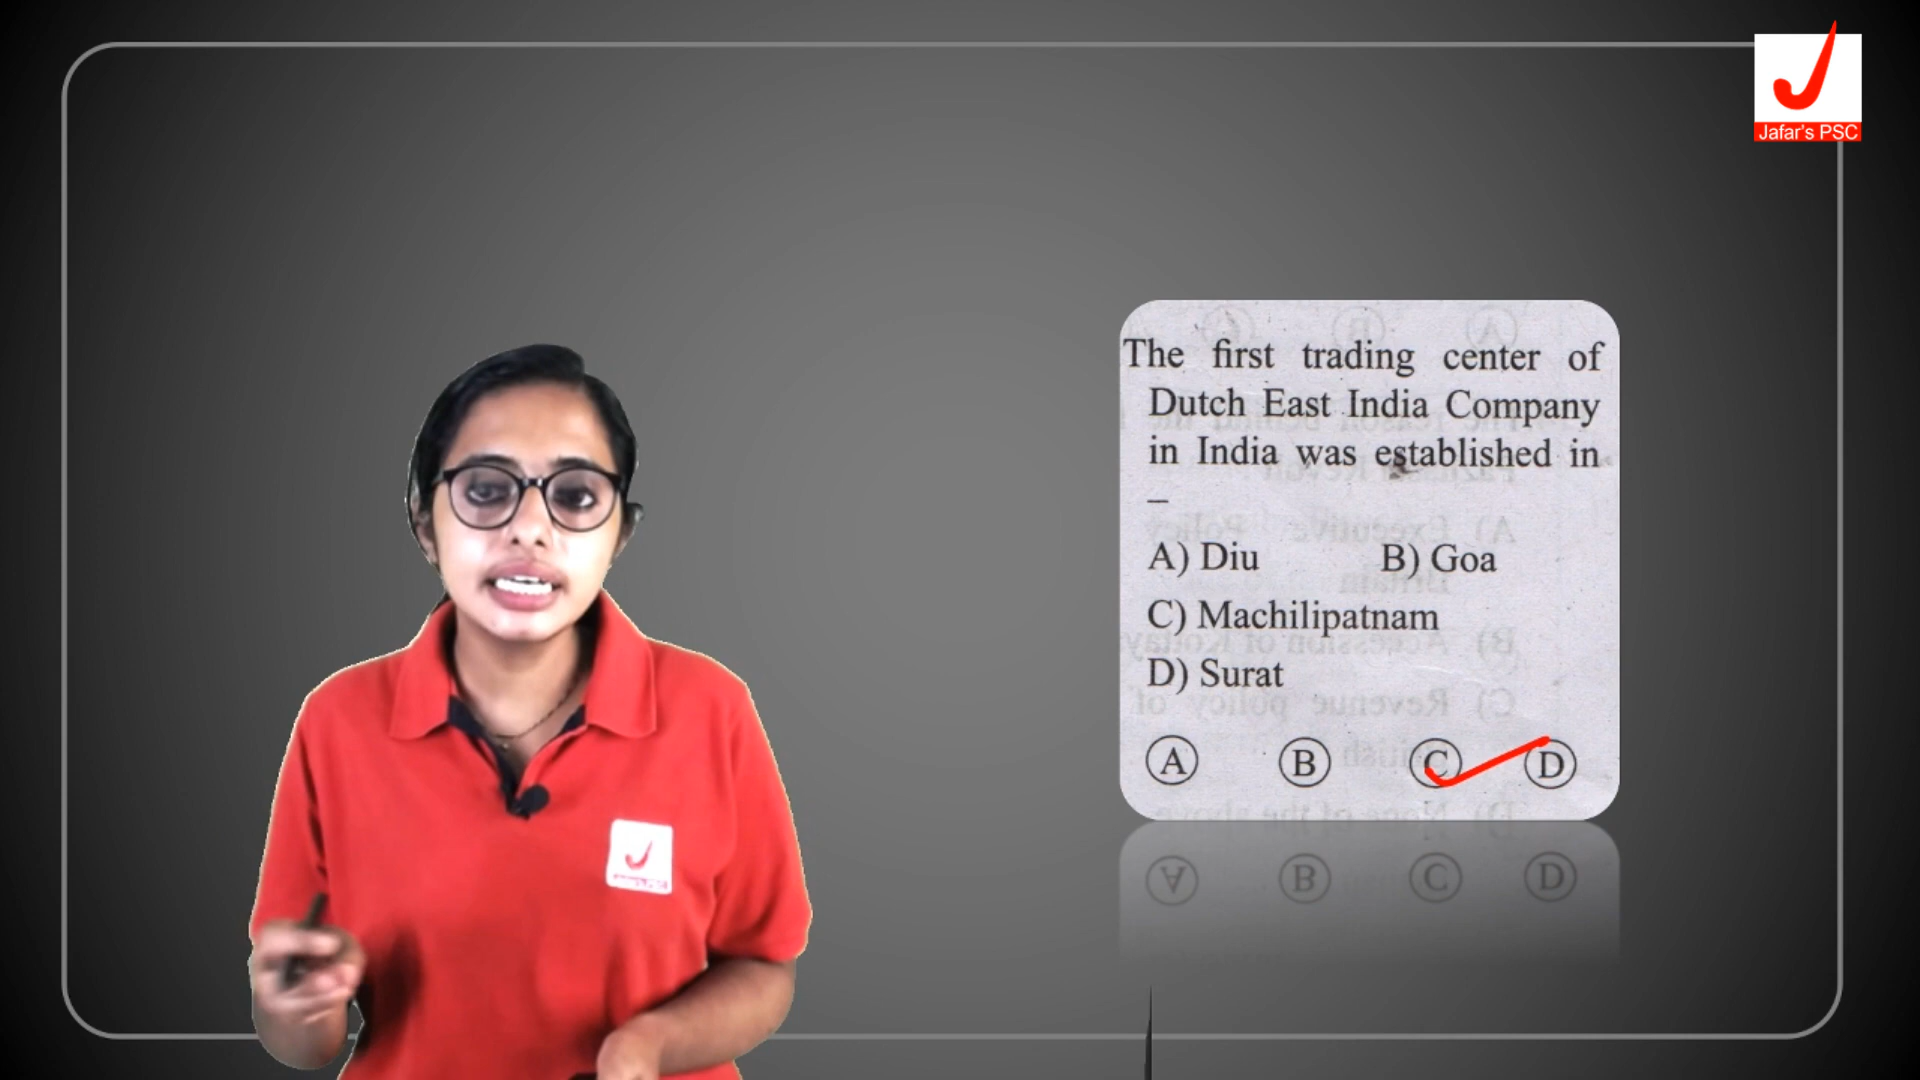 Jafar's PSC
The first trading center of
Dutch East India Company
in India was established in
–
A) Diu B) Goa
C) Machilipatnam
D) Surat
A B C D